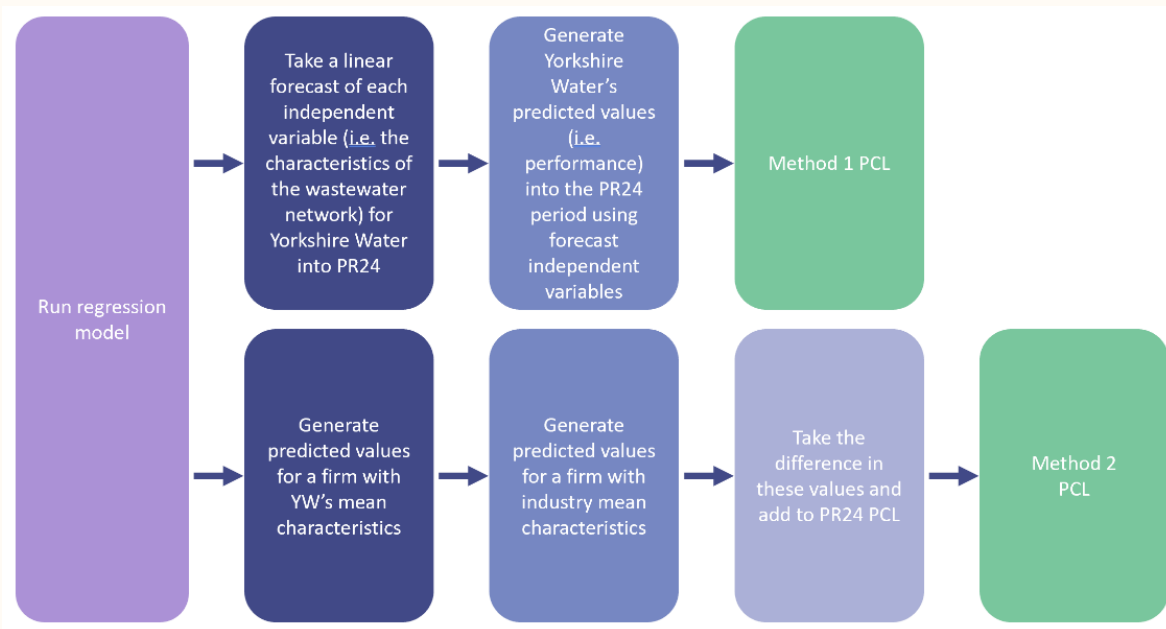 Run regression
model
Take a linear
forecast of each
independent
variable (i.e. the
characteristics of
the wastewater
network) for
Yorkshire Water
into PR24
Generate
Yorkshire
Water’s
predicted values
(i.e.
performance)
into the PR24
period using
forecast
independent
variables
Method 1 PCL
Generate
predicted values
for a firm with
YW’s mean
characteristics
Generate
predicted values
for a firm with
industry mean
characteristics
Take the
difference in
these values and
add to PR24 PCL
Method 2
PCL